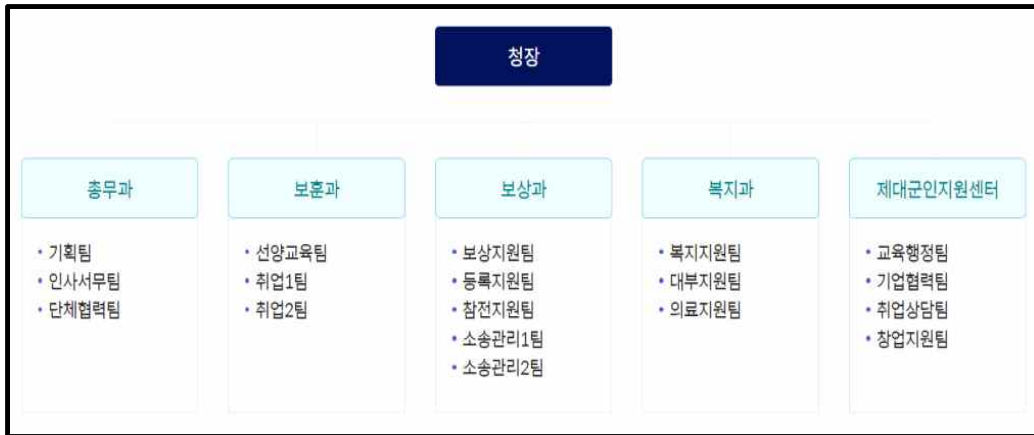 청장
총무과
• 기획팀
• 인사서무팀
• 단체협력팀
보훈과
• 선양교육팀
• 취업1팀
• 취업2팀
보상과
• 보상지원팀
• 등록지원팀
• 참전지원팀
• 소송관리1팀
• 소송관리2팀
복지과
• 복지지원팀
• 대부지원팀
• 의료지원팀
제대군인지원센터
• 교육행정팀
• 기업협력팀
• 취업상담팀
• 창업지원팀